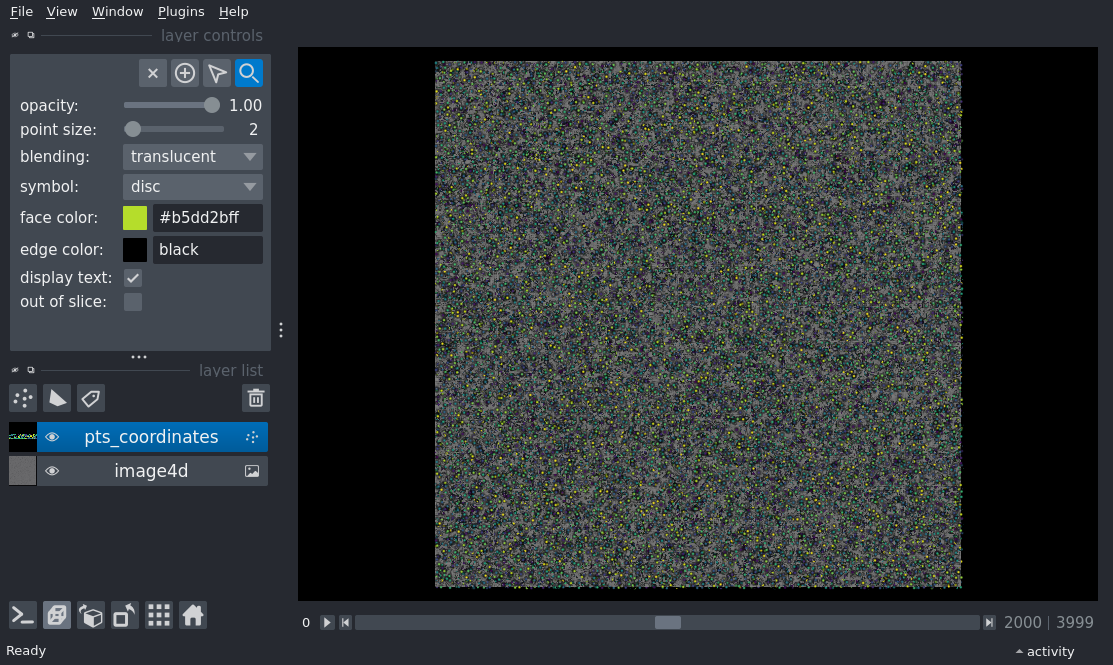 File View Window Plugins Help
layer controls
opacity: 1.00
point size: 2
blending: translucent
symbol: disc
face color: #b5dd2bff
edge color: black
display text:
out of slice:
layer list
pts_coordinates
image4d
0 2000 | 3999
Ready activity